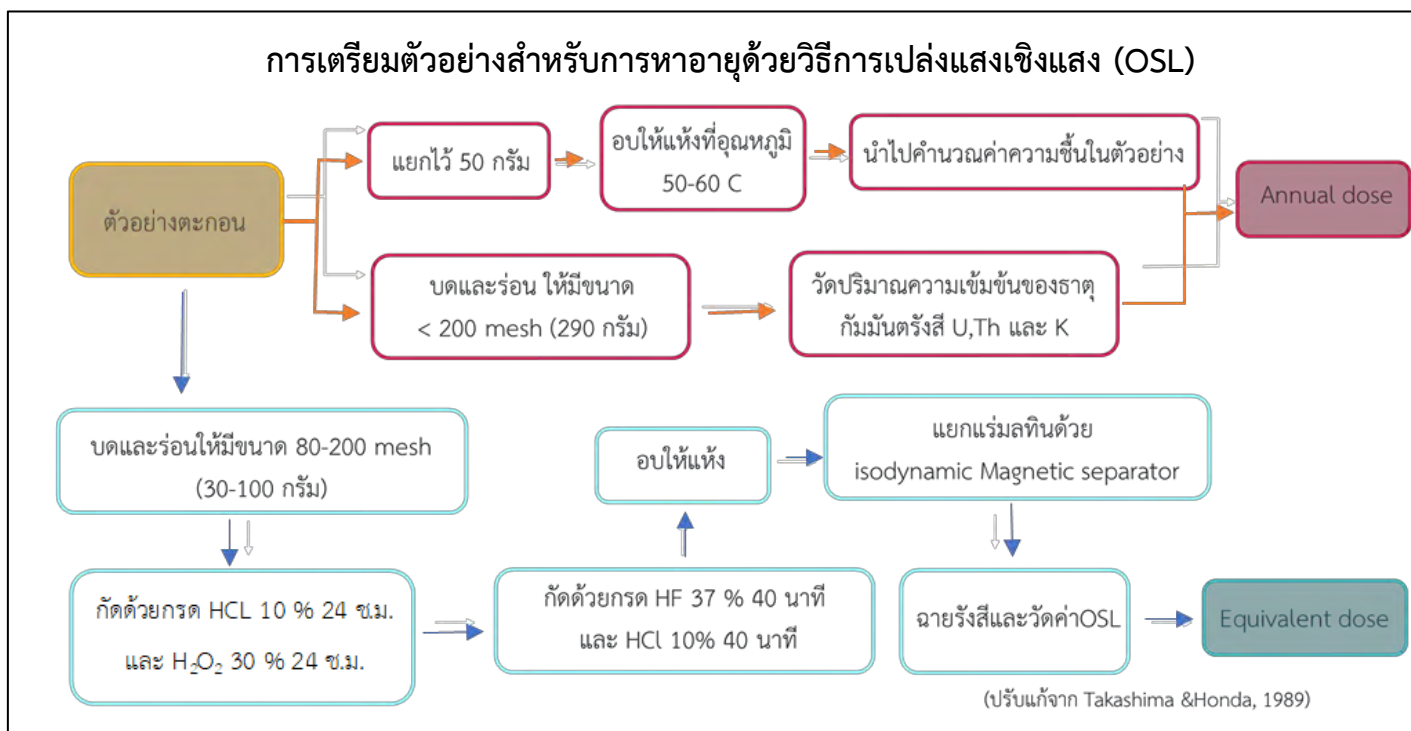 การเตรียมตัวอย่างสำหรับการหาอายุด้วยวิธีการเปล่งแสงเชิงแสง (OSL)
ตัวอย่างตะกอน
แยกไว้ 50 กรัม
อบให้แห้งที่อุณหภูมิ
50-60 C
นำไปคำนวณค่าความชื้นในตัวอย่าง
Annual dose
บดและร่อน ให้มีขนาด
< 200 mesh (290 กรัม)
วัดปริมาณความเข้มข้นของธาตุ
กัมมันตรังสี U,Th และ K
บดและร่อนให้มีขนาด 80-200 mesh
(30-100 กรัม)
กัดด้วยกรด HCL 10 % 24 ช.ม.
และ H₂O₂ 30 % 24 ช.ม.
กัดด้วยกรด HF 37 % 40 นาที
และ HCl 10% 40 นาที
อบให้แห้ง
แยกแร่มลทินด้วย
isodynamic Magnetic separator
ฉายรังสีและวัดค่าOSL
Equivalent dose
(ปรับแก้จาก Takashima &Honda, 1989)